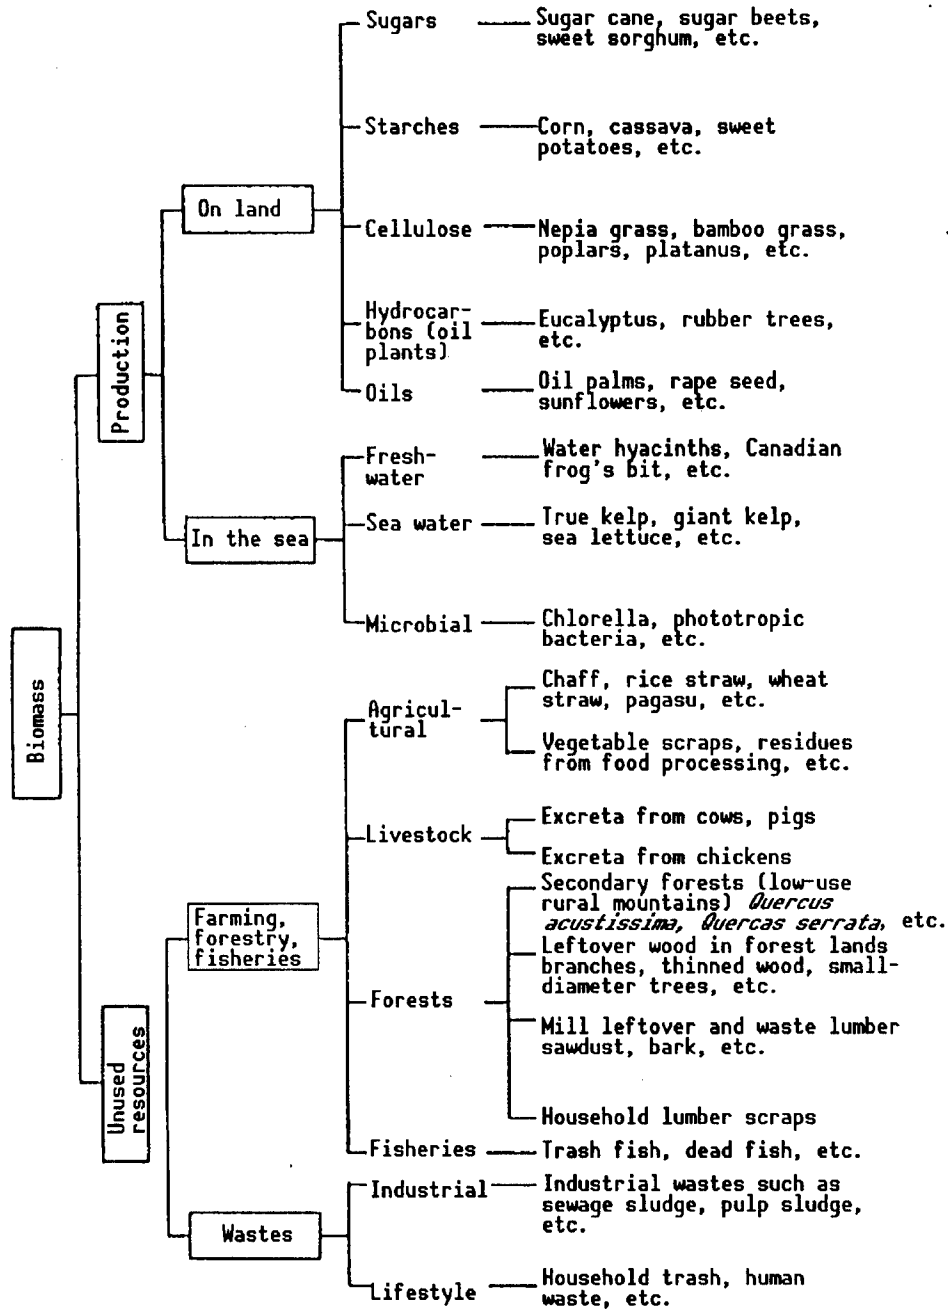 Sugars
Sugar cane, sugar beets,
sweet sorghum, etc.
Starches
Corn, cassava, sweet
potatoes, etc.
On land
Cellulose
Nepia grass, bamboo grass,
poplars, platanus, etc.
Production
Hydrocar-
bons (oil
plants)
Eucalyptus, rubber trees,
etc.
Oils
Oil palms, rape seed,
sunflowers, etc.
Fresh-
water
Water hyacinths, Canadian
frog's bit, etc.
In the sea
Sea water
True kelp, giant kelp,
sea lettuce, etc.
Microbial
Chlorella, phototropic
bacteria, etc.
Biomass
Agricul-
tural
Chaff, rice straw, wheat
straw, pagasu, etc.
Vegetable scraps, residues
from food processing, etc.
Livestock
Excreta from cows, pigs
Excreta from chickens
Farming,
forestry,
fisheries
Forests
Secondary forests (low-use
rural mountains) Quercus
acustissima, Quercas serrata, etc.
Leftover wood in forest lands
branches, thinned wood, small-
diameter trees, etc.
Mill leftover and waste lumber
sawdust, bark, etc.
Household lumber scraps
Unused
resources
Fisheries
Trash fish, dead fish, etc.
Wastes
Industrial
Industrial wastes such as
sewage sludge, pulp sludge,
etc.
Lifestyle
Household trash, human
waste, etc.